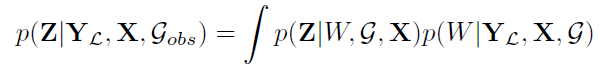 p(Z|Y_ℒ, X, 𝒢_obs) = ∫ p(Z|W, 𝒢, X)p(W|Y_ℒ, X, 𝒢)